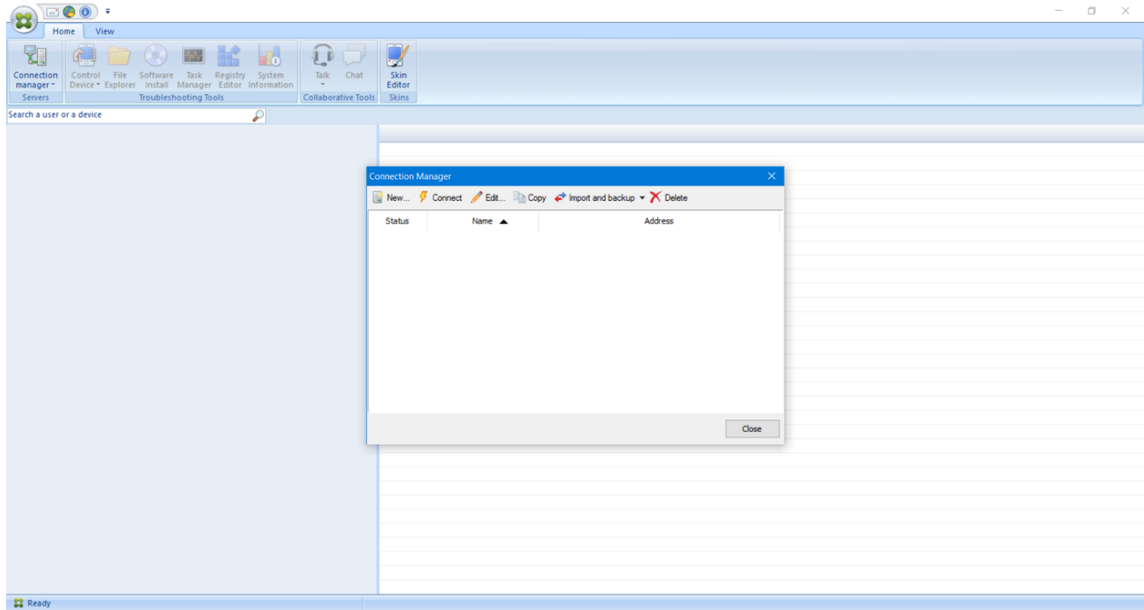 Home View
Connection manager
Control Device
File Explorer
Software Install
Task Manager
Registry Editor
System Information
Talk
Chat
Skin Editor
Servers
Troubleshooting Tools
Collaborative Tools
Skins
Search a user or a device
Connection Manager
New... Connect Edit... Copy Import and backup Delete
Status Name Address
Close
Ready